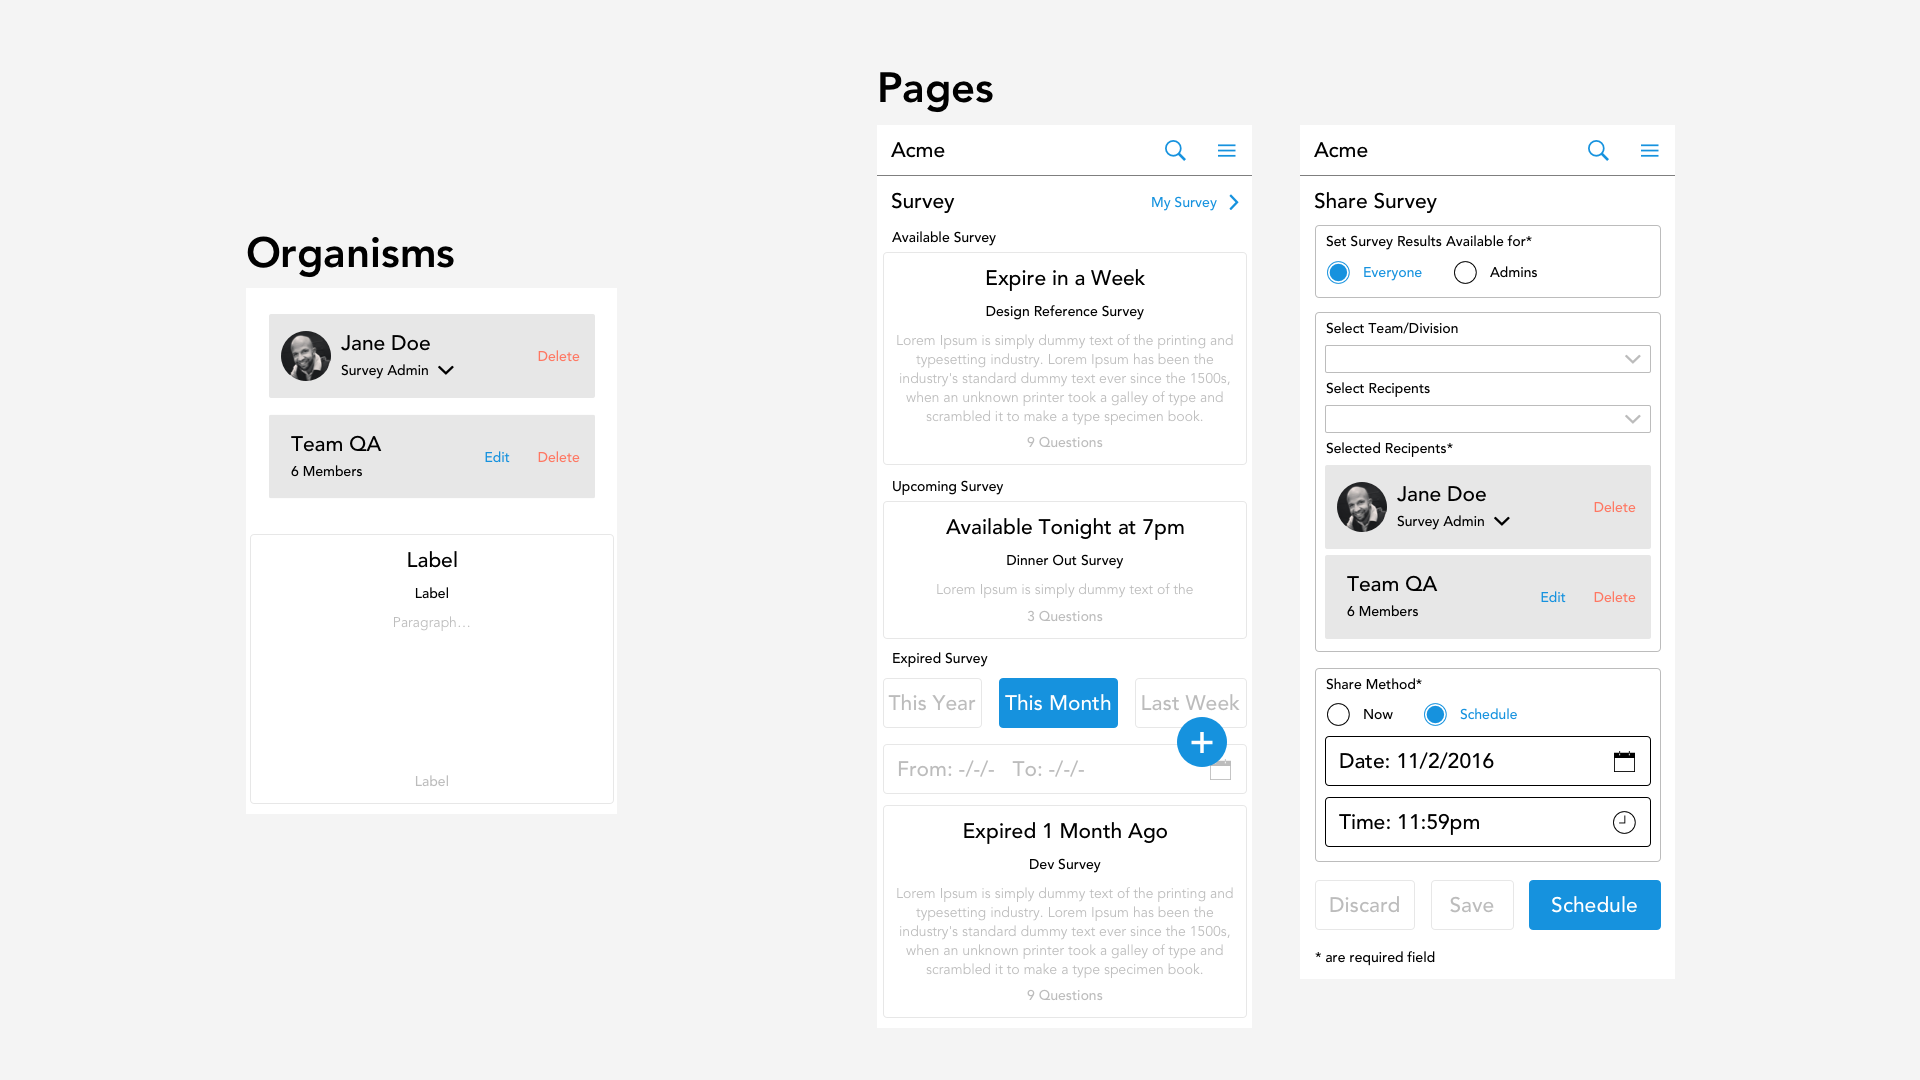 Organisms
Jane Doe
Survey Admin
Delete
Team QA
6 Members
Edit
Delete
Label
Label
Paragraph...
Label
Pages
Acme
Survey
My Survey
Available Survey
Expire in a Week
Design Reference Survey
Lorem Ipsum is simply dummy text of the printing and
typesetting industry. Lorem Ipsum has been the
industry's standard dummy text ever since the 1500s,
when an unknown printer took a galley of type and
scrambled it to make a type specimen book.
9 Questions
Upcoming Survey
Available Tonight at 7pm
Dinner Out Survey
Lorem Ipsum is simply dummy text of the
3 Questions
Expired Survey
This Year
This Month
Last Week
From: -/-/-
To: -/-/-
Expired 1 Month Ago
Dev Survey
Lorem Ipsum is simply dummy text of the printing and
typesetting industry. Lorem Ipsum has been the
industry's standard dummy text ever since the 1500s,
when an unknown printer took a galley of type and
scrambled it to make a type specimen book.
9 Questions
Acme
Share Survey
Set Survey Results Available for*
Everyone
Admins
Select Team/Division
Select Recipents
Selected Recipents*
Jane Doe
Survey Admin
Delete
Team QA
6 Members
Edit
Delete
Share Method*
Now
Schedule
Date: 11/2/2016
Time: 11:59pm
Discard
Save
Schedule
* are required field